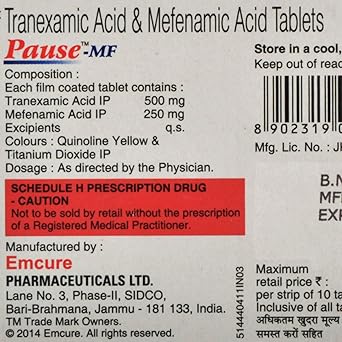 Tranexamic Acid & Mefenamic Acid Tablets
Pause™-MF
Composition :
Each film coated tablet contains :
Tranexamic Acid IP 500 mg
Mefenamic Acid IP 250 mg
Excipients q.s.
Colours : Quinoline Yellow &
Titanium Dioxide IP
Dosage : As directed by the Physician.
SCHEDULE H PRESCRIPTION DRUG
- CAUTION
Not to be sold by retail without the prescription
of a Registered Medical Practitioner.
Manufactured by :
Emcure
PHARMACEUTICALS LTD.
Lane No. 3, Phase-II, SIDCO,
Bari-Brahmana, Jammu - 181 133, India.
TM Trade Mark Owners.
© 2014 Emcure. All rights reserved.
5144404111IN03
Store in a cool,
Keep out of reac
8 902319 0
Mfg. Lic. No. : JK
B.N
MF
EXP
Maximum
retail price ₹ :
per strip of 10 ta
Inclusive of all ta
अधिकतम खुदरा मूल्य
समस्त करों सहित